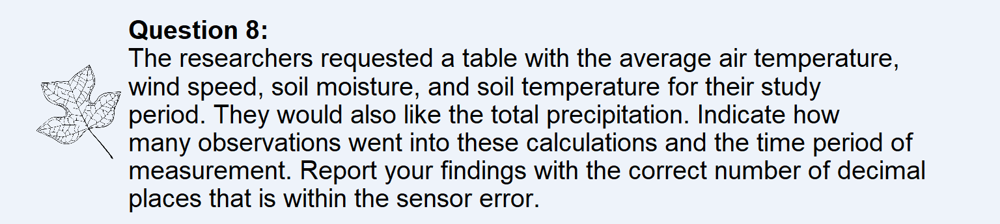 Question 8:
The researchers requested a table with the average air temperature,
wind speed, soil moisture, and soil temperature for their study
period. They would also like the total precipitation. Indicate how
many observations went into these calculations and the time period of
measurement. Report your findings with the correct number of decimal
places that is within the sensor error.